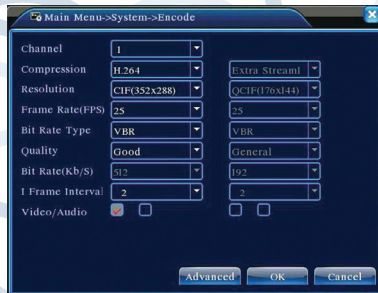 Main Menu->System->Encode
Channel 1
Compression H.264 Extra Stream1
Resolution CIF(352x288) QCIF(176x144)
Frame Rate(FPS) 25 25
Bit Rate Type VBR VBR
Quality Good General
Bit Rate(Kb/S) 512 192
I Frame Interval 2 2
Video/Audio
Advanced OK Cancel